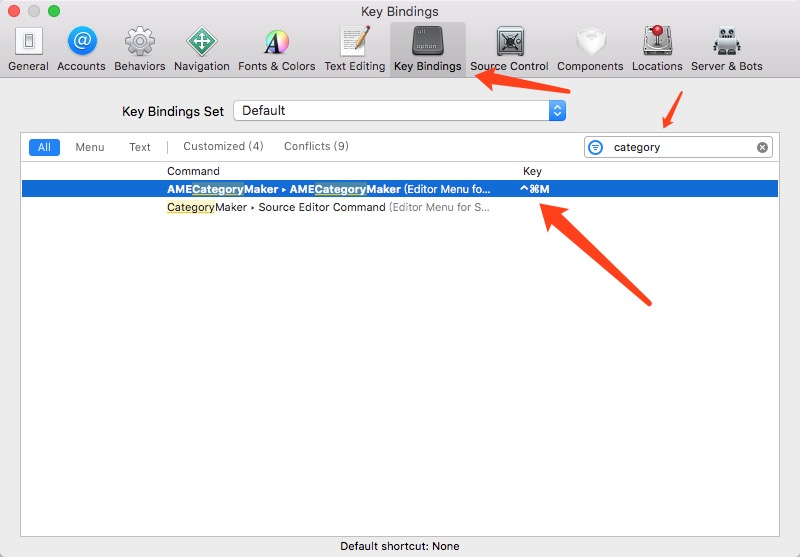 Key Bindings
General Accounts Behaviors Navigation Fonts & Colors Text Editing Key Bindings Source Control Components Locations Server & Bots
Key Bindings Set Default
All Menu Text Customized (4) Conflicts (9) category
Command Key
AMECategoryMaker ▸ AMECategoryMaker (Editor Menu fo... ^⌘M
CategoryMaker • Source Editor Command (Editor Menu for S...
Default shortcut: None